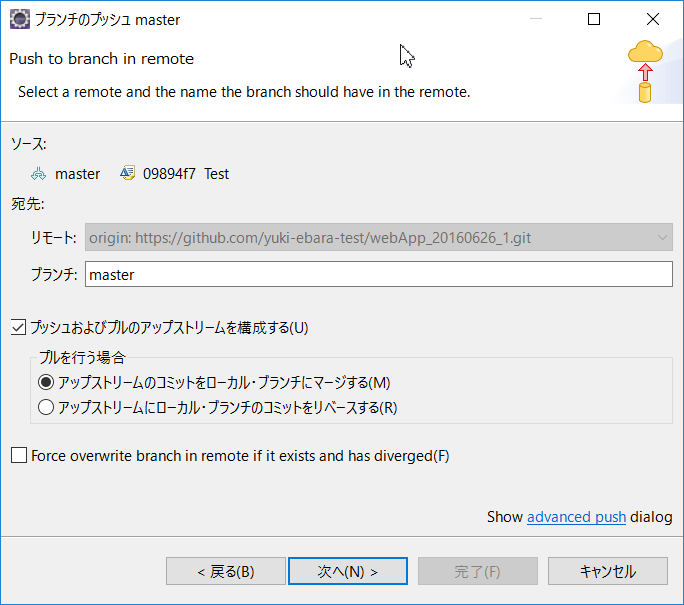 ブランチのプッシュ master
Push to branch in remote
Select a remote and the name the branch should have in the remote.
ソース:
master 09894f7 Test
宛先:
リモート: origin: https://github.com/yuki-ebara-test/webApp_20160626_1.git
ブランチ: master
プッシュおよびプルのアップストリームを構成する(U)
プルを行う場合
アップストリームのコミットをローカル・ブランチにマージする(M)
アップストリームにローカル・ブランチのコミットをリベースする(R)
Force overwrite branch in remote if it exists and has diverged(F)
Show advanced push dialog
< 戻る(B) 次へ(N) > 完了(F) キャンセル